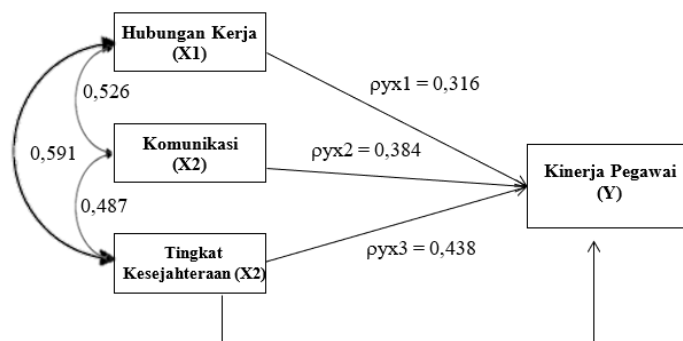 Hubungan Kerja
(X1)
0,526
ρyx1 = 0,316
Komunikasi
(X2)
0,591
ρyx2 = 0,384
Kinerja Pegawai
(Y)
0,487
Tingkat
Kesejahteraan (X2)
ρyx3 = 0,438